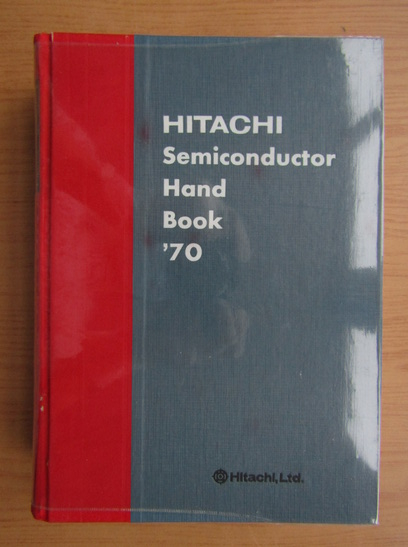 HITACHI
Semiconductor
Hand
Book
'70
Hitachi, Ltd.